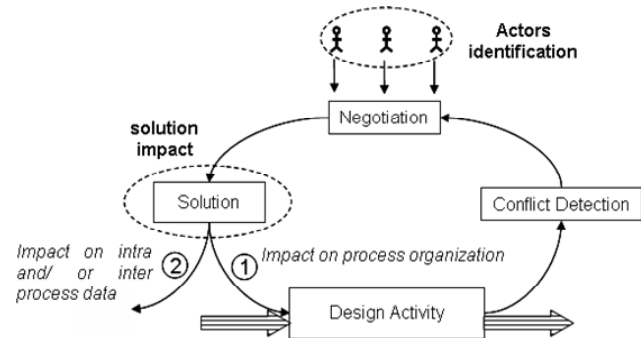 Actors
identification
Negotiation
solution
impact
Solution
Conflict Detection
Impact on intra
and/ or inter
process data
2
1
Impact on process organization
Design Activity